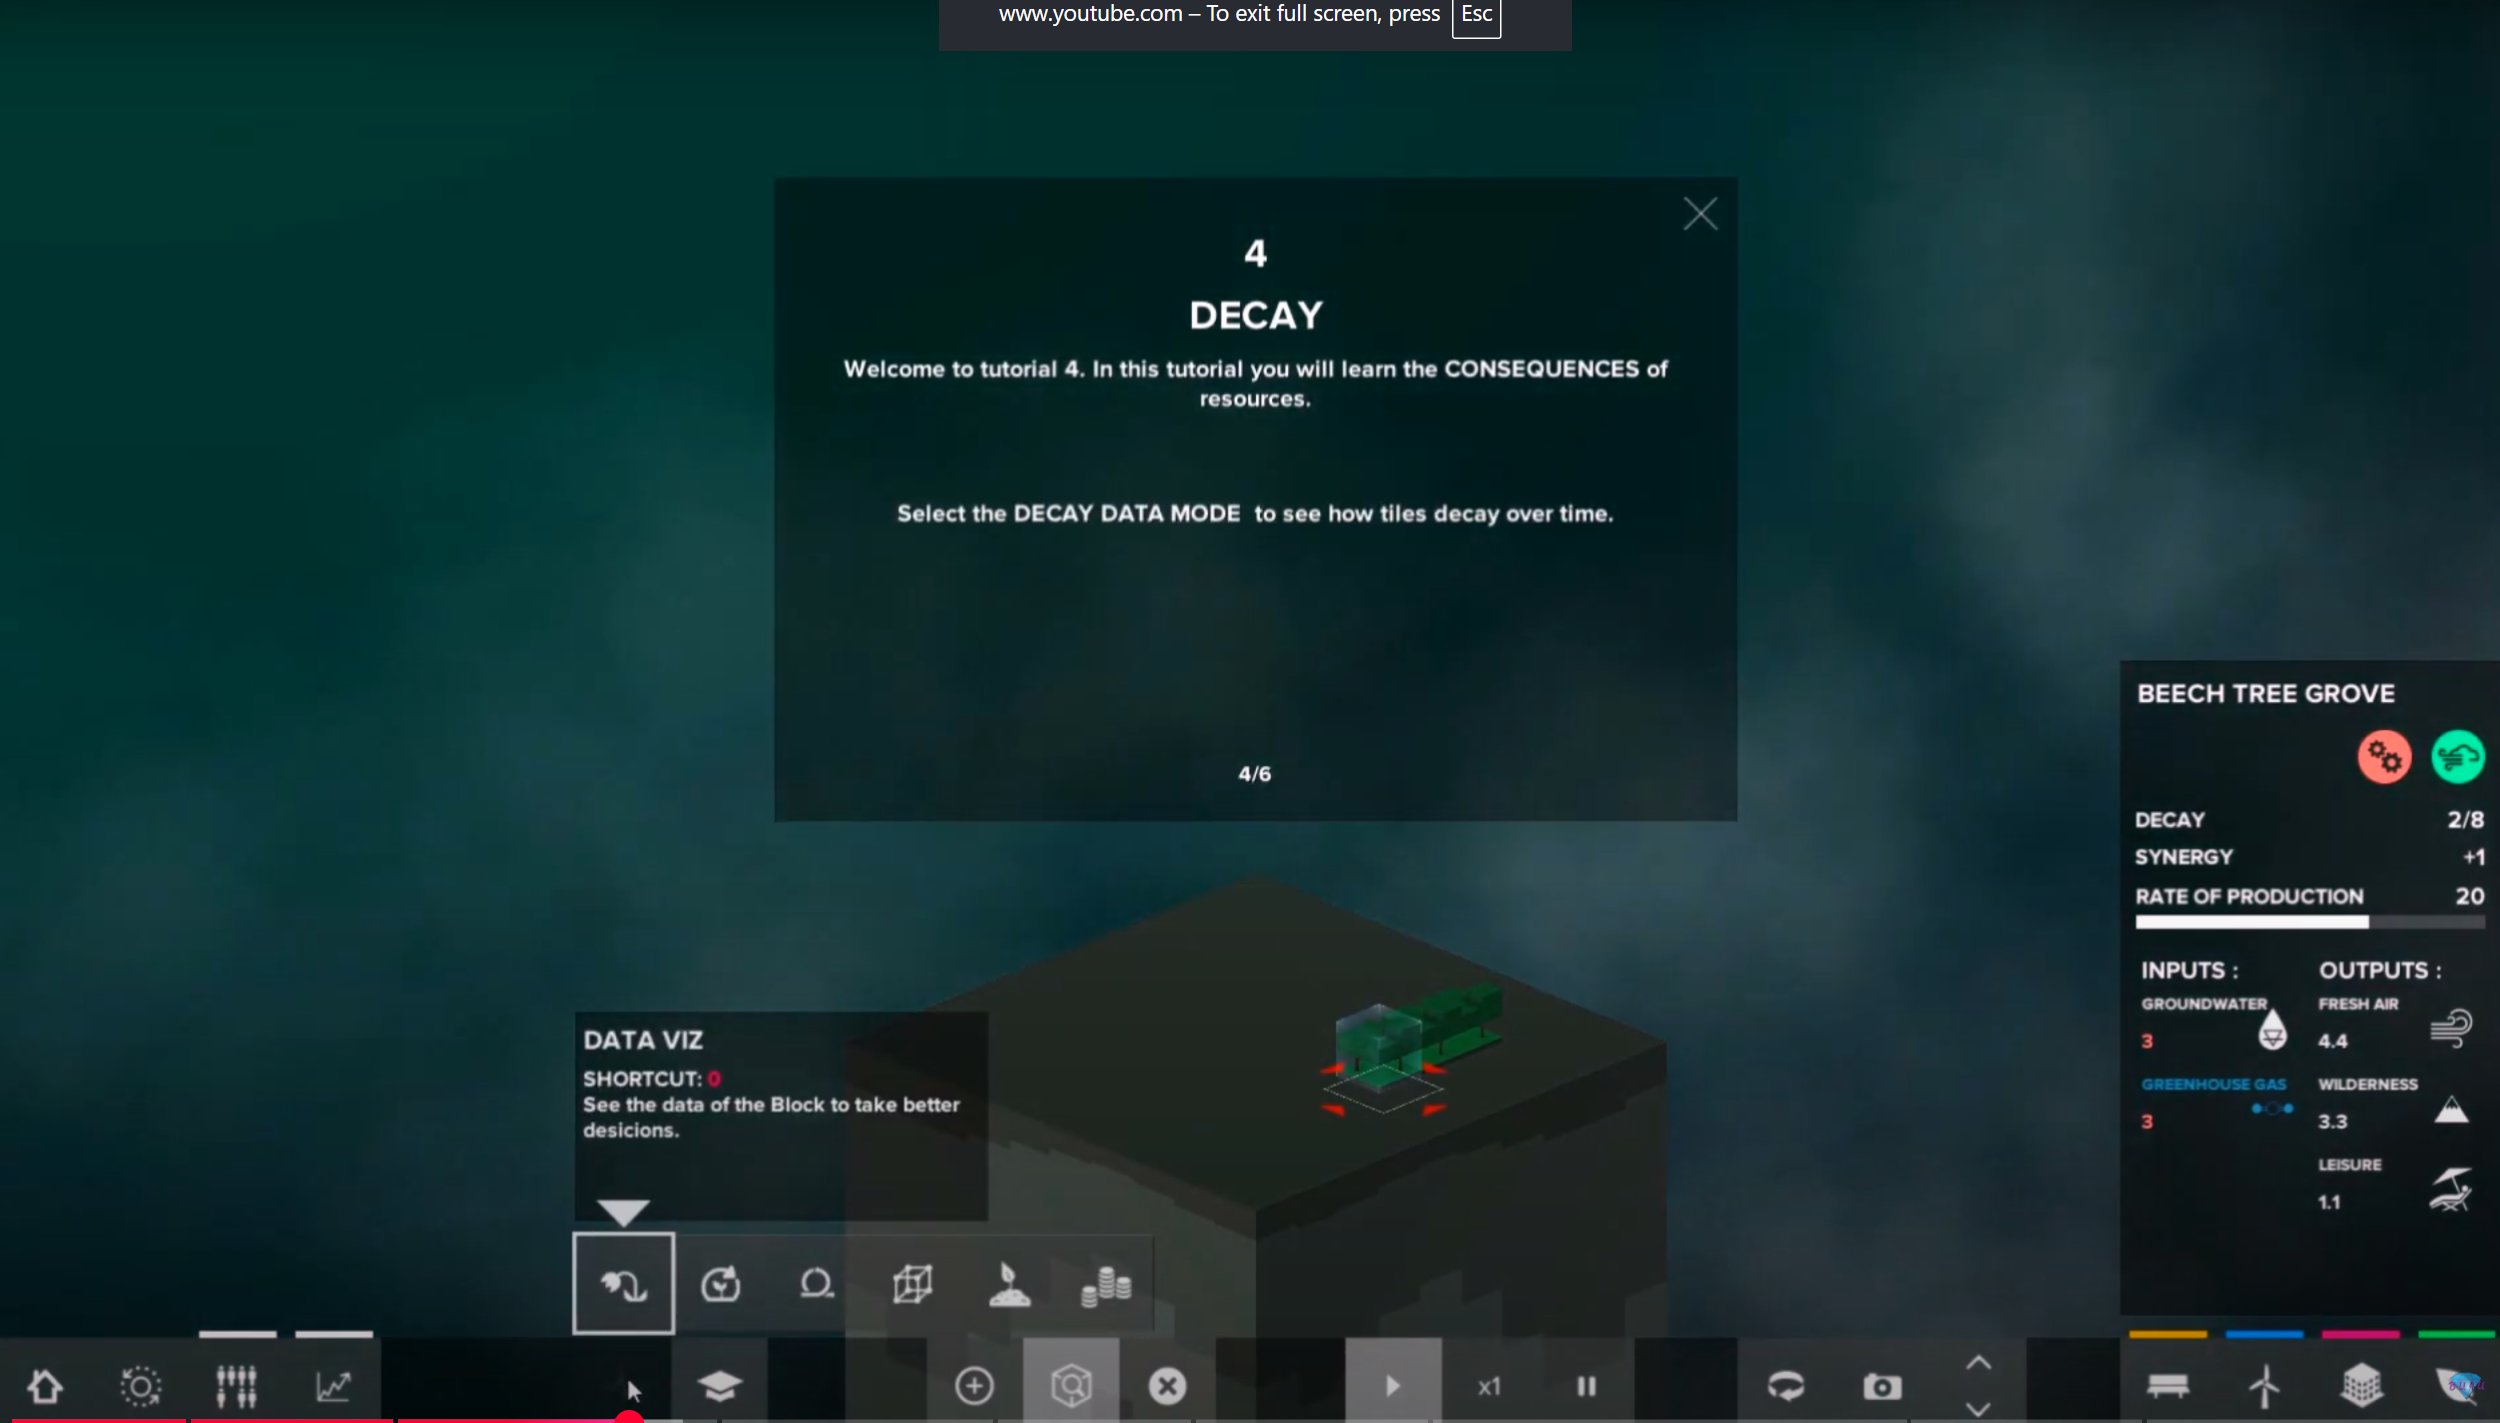 www.youtube.com – To exit full screen, press Esc
4
DECAY
Welcome to tutorial 4. In this tutorial you will learn the CONSEQUENCES of
resources.
Select the DECAY DATA MODE to see how tiles decay over time.
4/6
BEECH TREE GROVE
DECAY 2/8
SYNERGY +1
RATE OF PRODUCTION 20
INPUTS : OUTPUTS :
GROUNDWATER FRESH AIR
3 4.4
GREENHOUSE GAS WILDERNESS
3 3.3
LEISURE
1.1
DATA VIZ
SHORTCUT: 0
See the data of the Block to take better
desicions.
x1